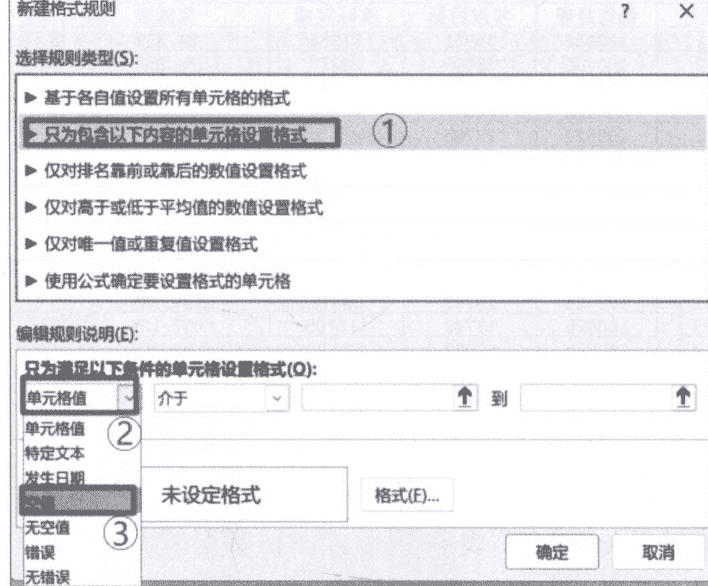 新建格式规则 ? ×
选择规则类型(S):
► 基于各自值设置所有单元格的格式
► 只为包含以下内容的单元格设置格式 ①
► 仅对排名靠前或靠后的数值设置格式
► 仅对高于或低于平均值的数值设置格式
► 仅对唯一值或重复值设置格式
► 使用公式确定要设置格式的单元格
编辑规则说明(E):
只为满足以下条件的单元格设置格式(O):
单元格值 介于 到
单元格值 ②
特定文本
发生日期
空值
未设定格式 格式(F)...
无空值 ③
错误
无错误
确定 取消